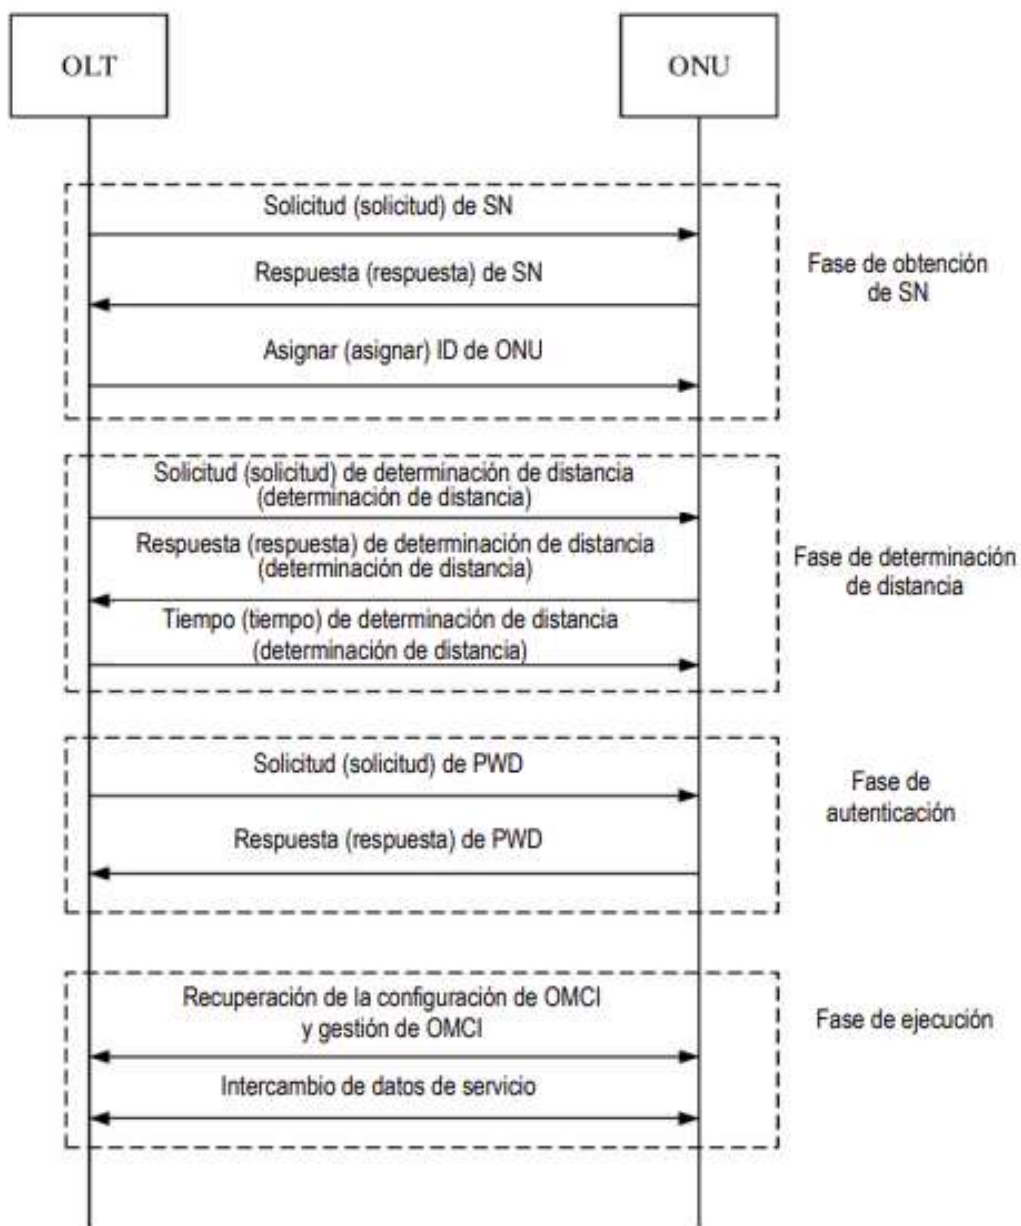 OLT
ONU
Solicitud (solicitud) de SN
Respuesta (respuesta) de SN
Asignar (asignar) ID de ONU
Fase de obtención
de SN
Solicitud (solicitud) de determinación de distancia
(determinación de distancia)
Respuesta (respuesta) de determinación de distancia
(determinación de distancia)
Tiempo (tiempo) de determinación de distancia
(determinación de distancia)
Fase de determinación
de distancia
Solicitud (solicitud) de PWD
Respuesta (respuesta) de PWD
Fase de
autenticación
Recuperación de la configuración de OMCI
y gestión de OMCI
Intercambio de datos de servicio
Fase de ejecución